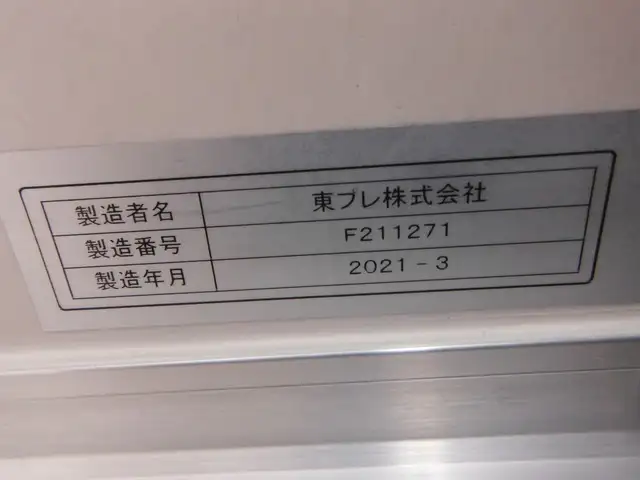 製造者名 東プレ株式会社
製造番号 F211271
製造年月 2021-3